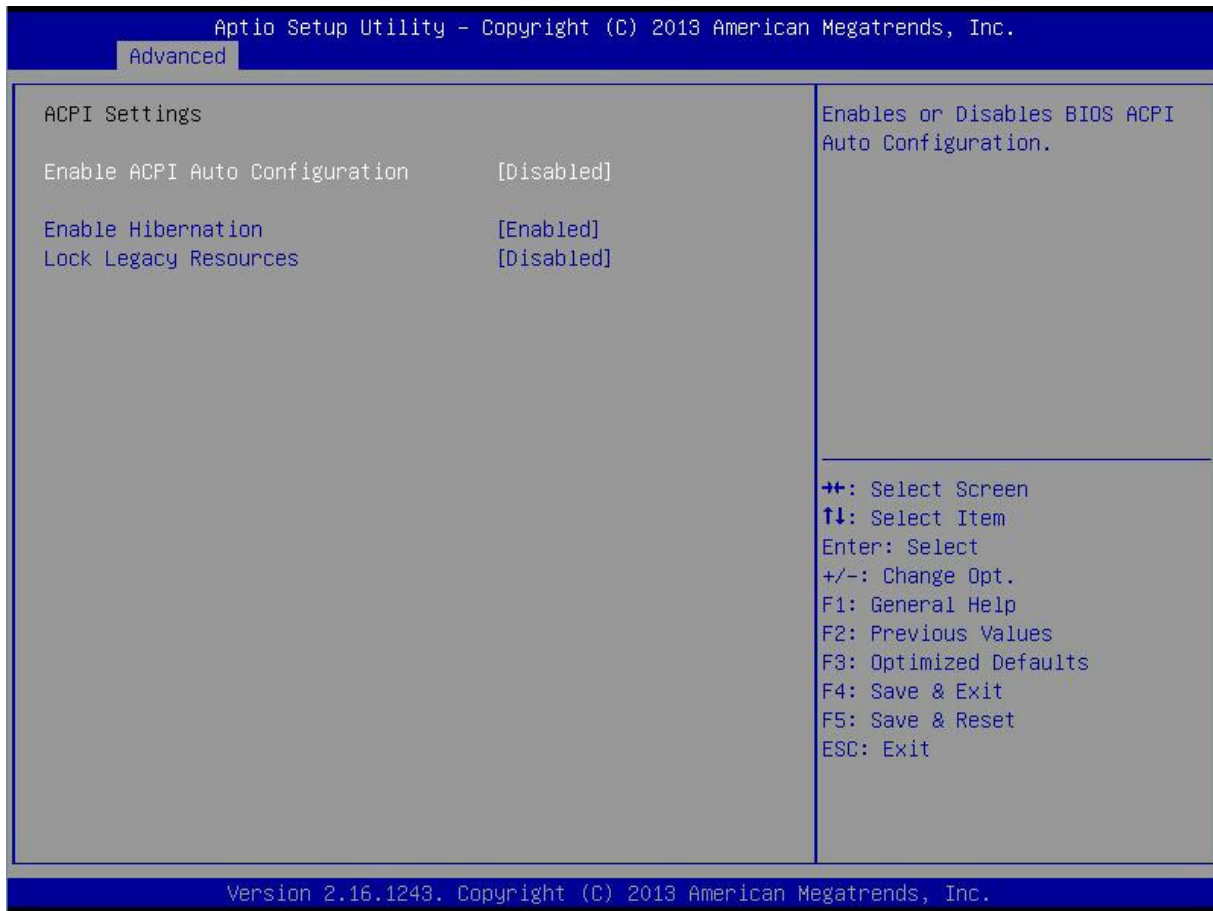 Aptio Setup Utility – Copyright (C) 2013 American Megatrends, Inc.
Advanced
ACPI Settings
Enable ACPI Auto Configuration [Disabled]
Enable Hibernation [Enabled]
Lock Legacy Resources [Disabled]
Enables or Disables BIOS ACPI
Auto Configuration.
→←: Select Screen
↑↓: Select Item
Enter: Select
+/-: Change Opt.
F1: General Help
F2: Previous Values
F3: Optimized Defaults
F4: Save & Exit
F5: Save & Reset
ESC: Exit
Version 2.16.1243. Copyright (C) 2013 American Megatrends, Inc.